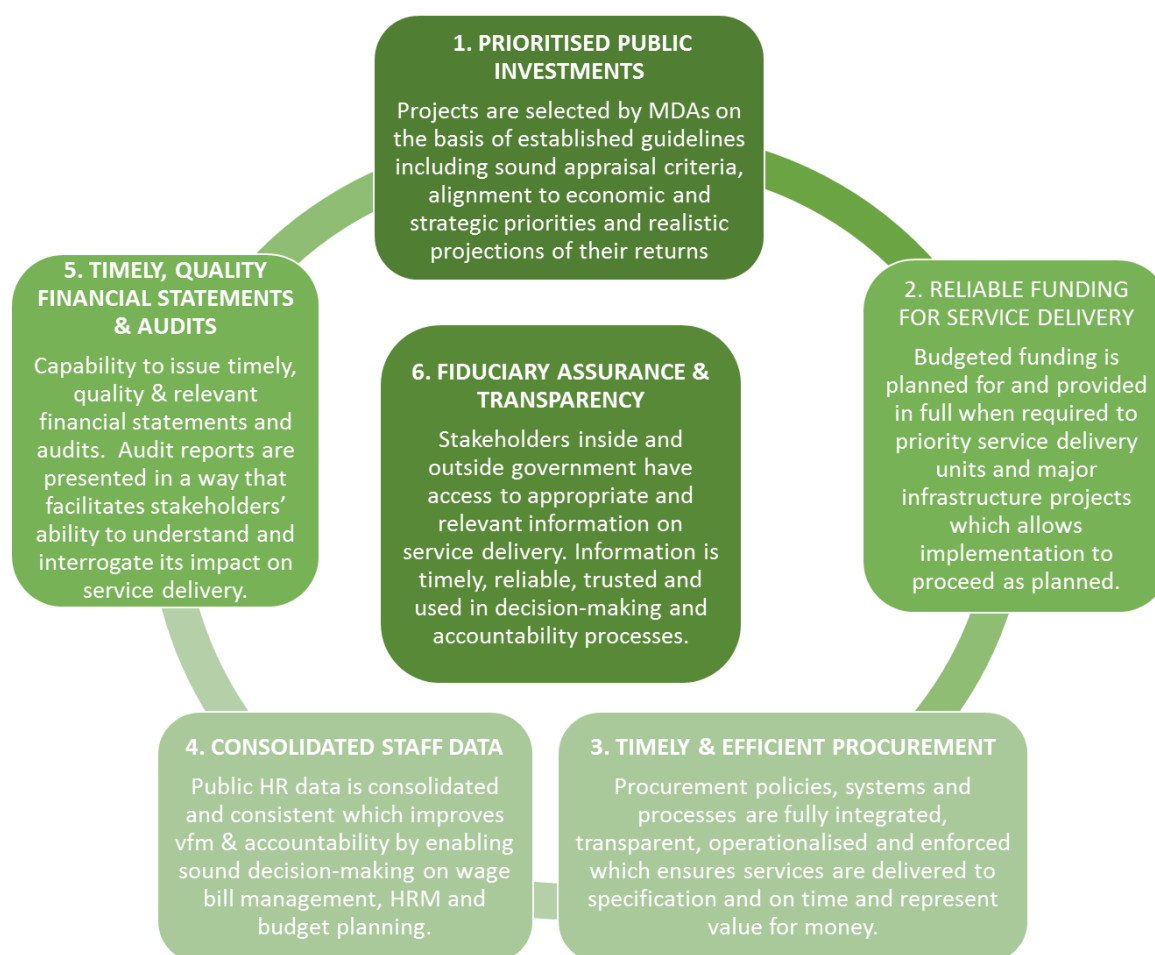 1. PRIORITISED PUBLIC
INVESTMENTS
Projects are selected by MDAs on
the basis of established guidelines
including sound appraisal criteria,
alignment to economic and
strategic priorities and realistic
projections of their returns
2. RELIABLE FUNDING
FOR SERVICE DELIVERY
Budgeted funding is
planned for and provided
in full when required to
priority service delivery
units and major
infrastructure projects
which allows
implementation to
proceed as planned.
3. TIMELY & EFFICIENT PROCUREMENT
Procurement policies, systems and
processes are fully integrated,
transparent, operationalised and enforced
which ensures services are delivered to
specification and on time and represent
value for money.
4. CONSOLIDATED STAFF DATA
Public HR data is consolidated
and consistent which improves
vfm & accountability by enabling
sound decision-making on wage
bill management, HRM and
budget planning.
5. TIMELY, QUALITY
FINANCIAL STATEMENTS
& AUDITS
Capability to issue timely,
quality & relevant
financial statements and
audits.  Audit reports are
presented in a way that
facilitates stakeholders’
ability to understand and
interrogate its impact on
service delivery.
6. FIDUCIARY ASSURANCE &
TRANSPARENCY
Stakeholders inside and
outside government have
access to appropriate and
relevant information on
service delivery. Information is
timely, reliable, trusted and
used in decision-making and
accountability processes.